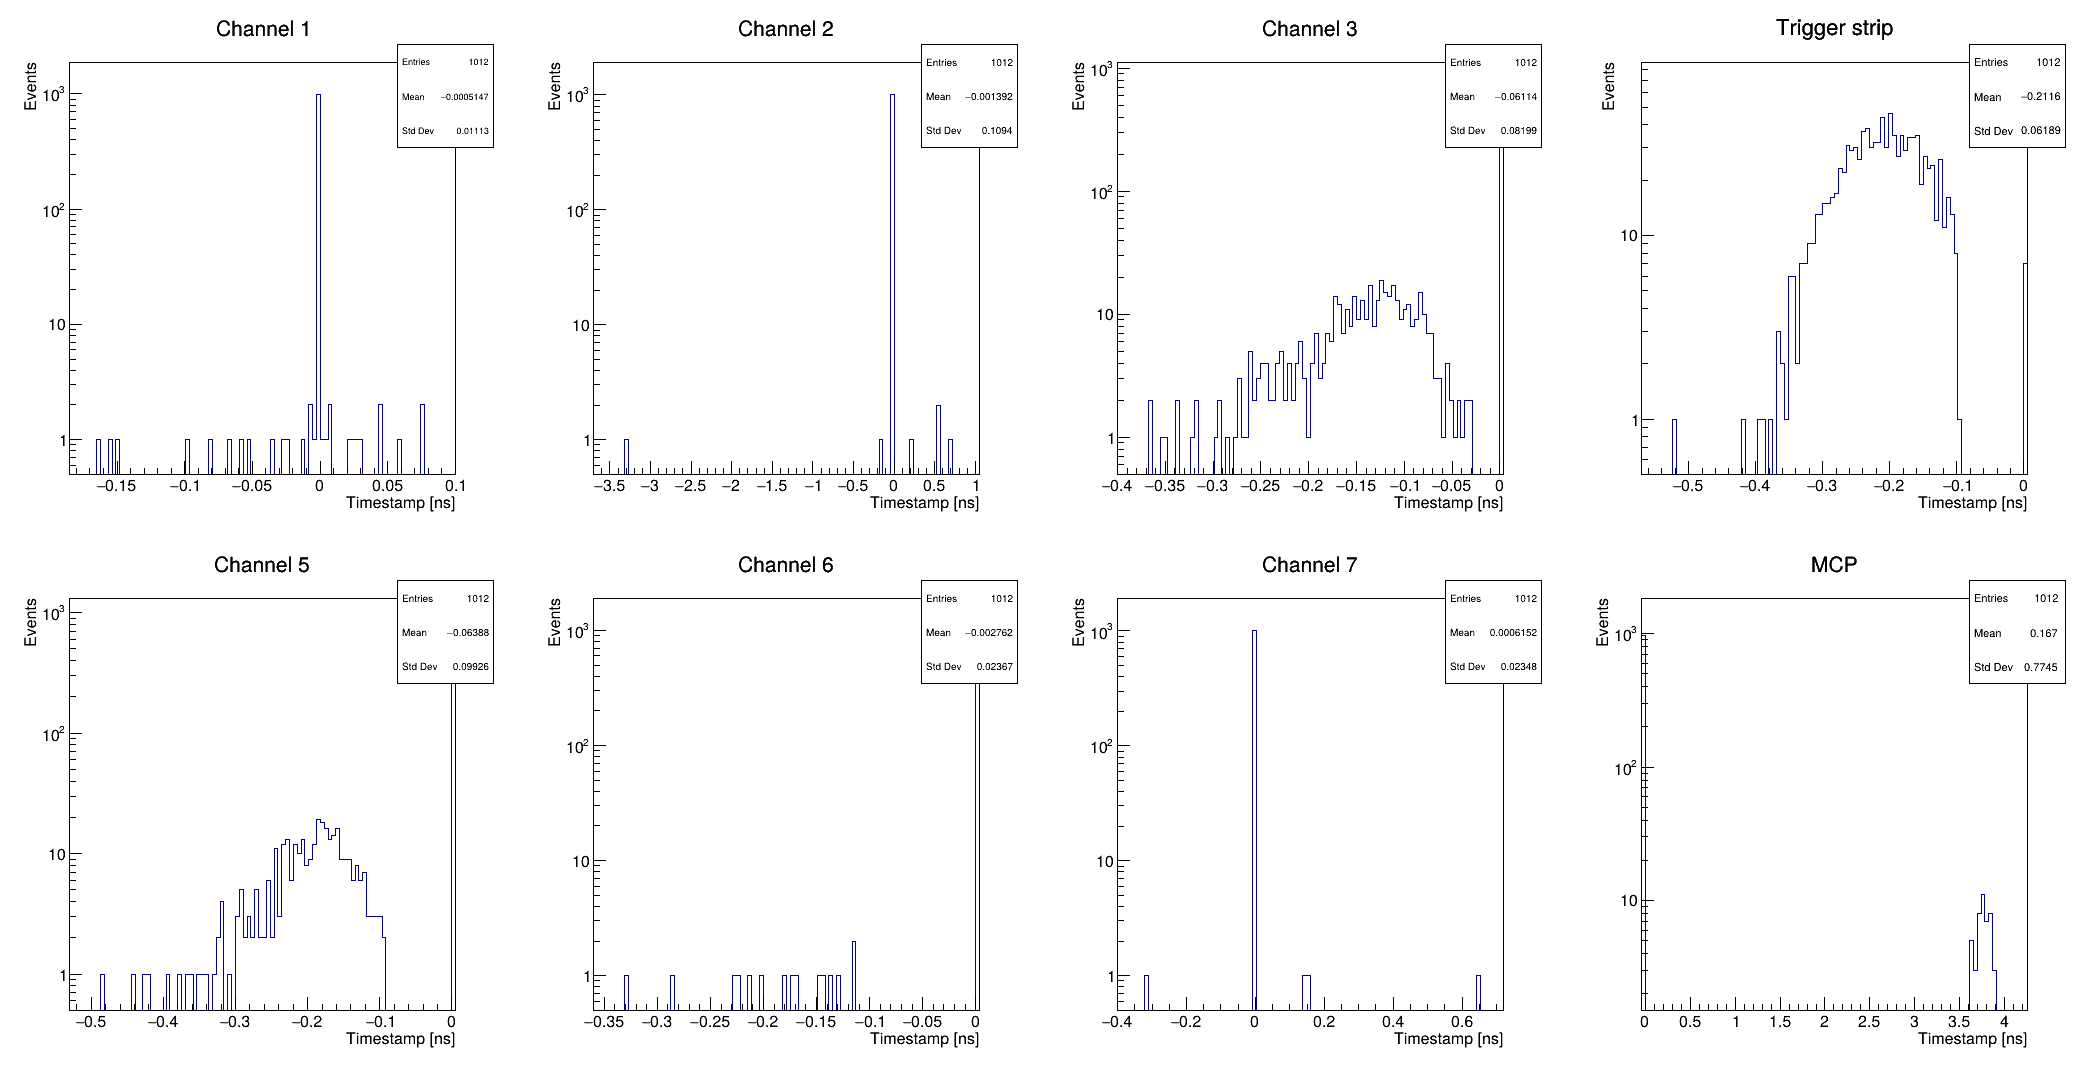 Channel 1
Events
Entries 1012
Mean −0.0005147
Std Dev 0.01113
10³
10²
10
1
−0.15 −0.1 −0.05 0 0.05 0.1
Timestamp [ns]
Channel 2
Events
Entries 1012
Mean −0.001392
Std Dev 0.1094
10³
10²
10
1
−3.5 −3 −2.5 −2 −1.5 −1 −0.5 0 0.5 1
Timestamp [ns]
Channel 3
Events
Entries 1012
Mean −0.06114
Std Dev 0.08199
10³
10²
10
1
−0.4 −0.35 −0.3 −0.25 −0.2 −0.15 −0.1 −0.05 0
Timestamp [ns]
Trigger strip
Events
Entries 1012
Mean −0.2116
Std Dev 0.06189
10
1
−0.5 −0.4 −0.3 −0.2 −0.1 0
Timestamp [ns]
Channel 5
Events
Entries 1012
Mean −0.06388
Std Dev 0.09926
10³
10²
10
1
−0.5 −0.4 −0.3 −0.2 −0.1 0
Timestamp [ns]
Channel 6
Events
Entries 1012
Mean −0.002762
Std Dev 0.02367
10³
10²
10
1
−0.35 −0.3 −0.25 −0.2 −0.15 −0.1 −0.05 0
Timestamp [ns]
Channel 7
Events
Entries 1012
Mean 0.0006152
Std Dev 0.02348
10³
10²
10
1
−0.4 −0.2 0 0.2 0.4 0.6
Timestamp [ns]
MCP
Events
Entries 1012
Mean 0.167
Std Dev 0.7745
10³
10²
10
0 0.5 1 1.5 2 2.5 3 3.5 4
Timestamp [ns]